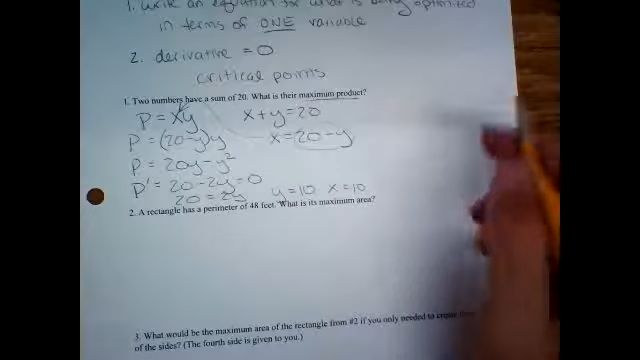 1. Write an equation for what is being optimized
in terms of ONE variable
2. derivative = 0
critical points
1. Two numbers have a sum of 20. What is their maximum product?
P = xy x + y = 20
P = (20-y)y x = 20 - y
P = 20y - y²
P' = 20 - 2y = 0
20 = 2y y = 10 x = 10
2. A rectangle has a perimeter of 48 feet. What is its maximum area?
3. What would be the maximum area of the rectangle from #2 if you only needed to create
of the sides? (The fourth side is given to you.)